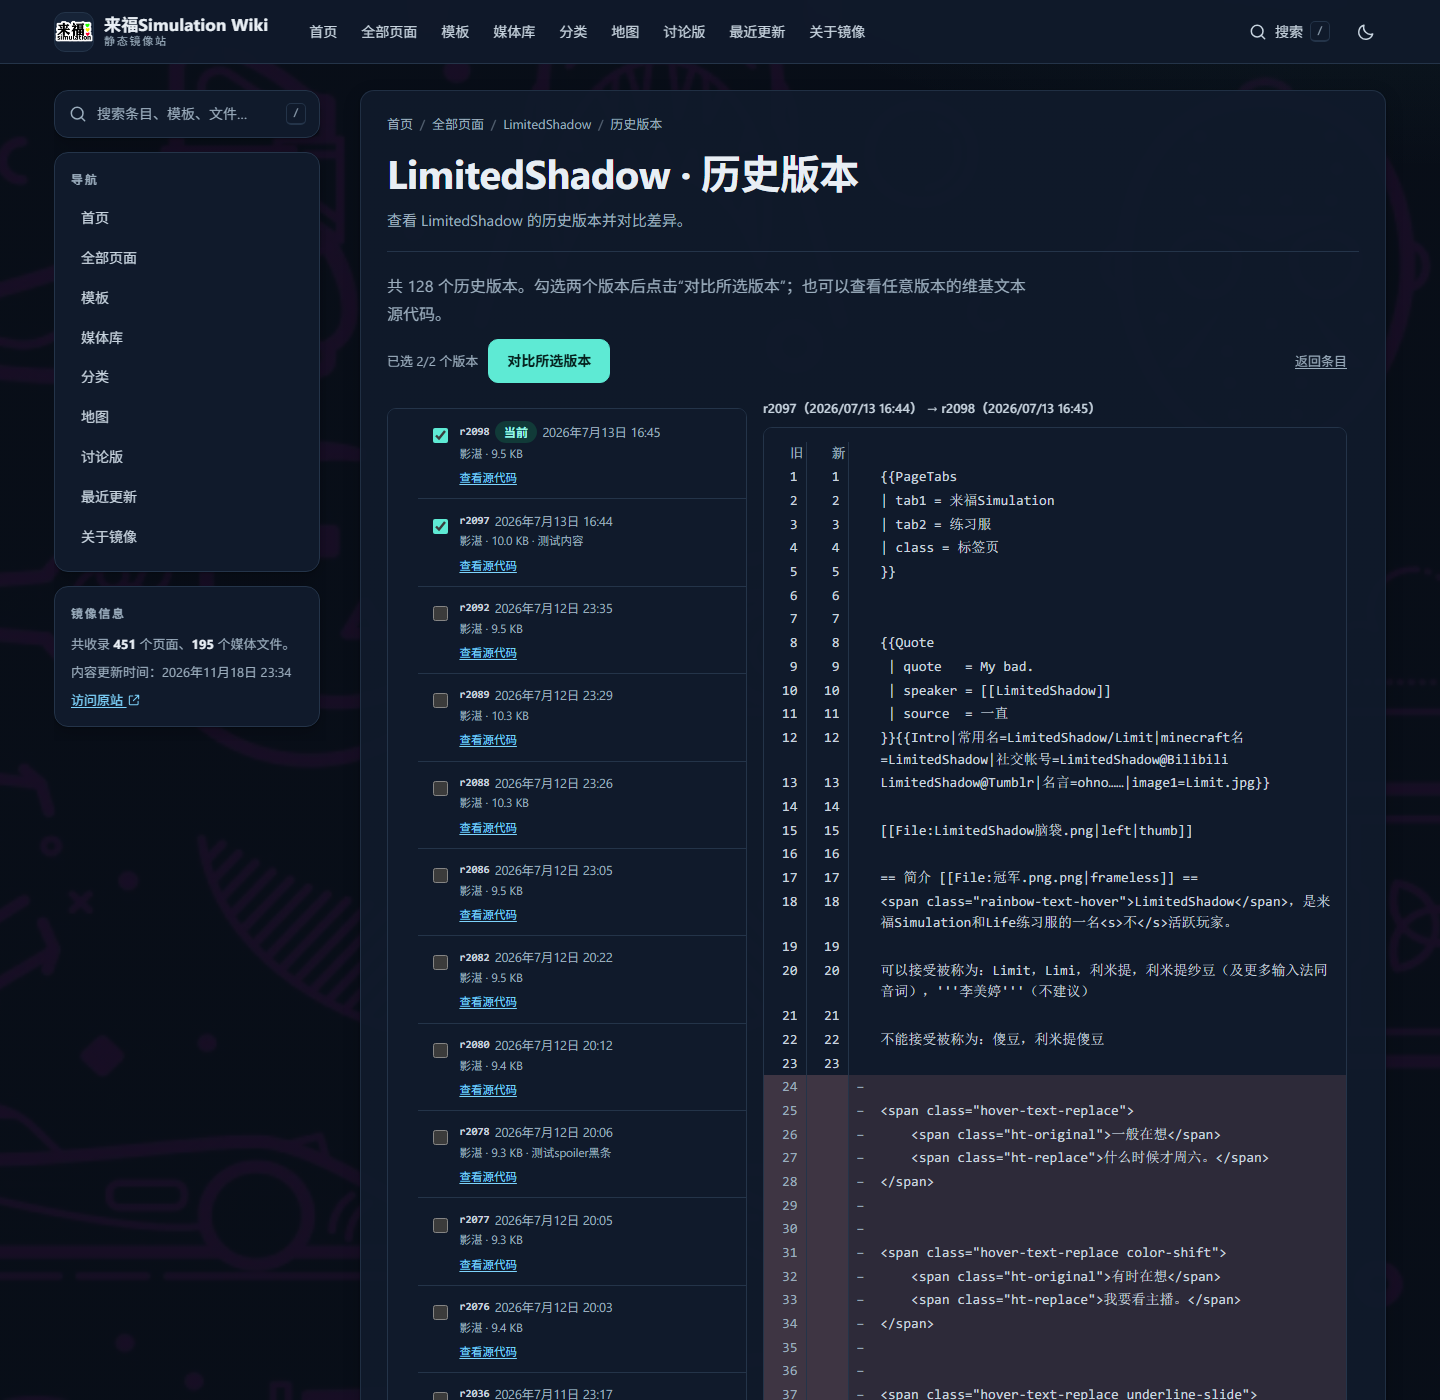 来福Simulation Wiki
静态镜像站
首页 全部页面 模板 媒体库 分类 地图 讨论版 最近更新 关于镜像
搜索 /
搜索条目、模板、文件... /
导航
首页
全部页面
模板
媒体库
分类
地图
讨论版
最近更新
关于镜像
镜像信息
共收录 451 个页面、195 个媒体文件。
内容更新时间：2026年11月18日 23:34
访问原站
首页 / 全部页面 / LimitedShadow / 历史版本
LimitedShadow · 历史版本
查看 LimitedShadow 的历史版本并对比差异。
共 128 个历史版本。勾选两个版本后点击“对比所选版本”；也可以查看任意版本的维基文本
源代码。
已选 2/2 个版本 对比所选版本
返回条目
r2098 当前 2026年7月13日 16:45
影湛 · 9.5 KB
查看源代码
r2097 2026年7月13日 16:44
影湛 · 10.0 KB · 测试内容
查看源代码
r2092 2026年7月12日 23:35
影湛 · 9.5 KB
查看源代码
r2089 2026年7月12日 23:29
影湛 · 10.3 KB
查看源代码
r2088 2026年7月12日 23:26
影湛 · 10.3 KB
查看源代码
r2086 2026年7月12日 23:05
影湛 · 9.5 KB
查看源代码
r2082 2026年7月12日 20:22
影湛 · 9.5 KB
查看源代码
r2080 2026年7月12日 20:12
影湛 · 9.4 KB
查看源代码
r2078 2026年7月12日 20:06
影湛 · 9.3 KB · 测试spoiler黑条
查看源代码
r2077 2026年7月12日 20:05
影湛 · 9.3 KB
查看源代码
r2076 2026年7月12日 20:03
影湛 · 9.4 KB
查看源代码
r2036 2026年7月11日 23:17
r2097（2026/07/13 16:44） → r2098（2026/07/13 16:45）
旧 新
1 1 {{PageTabs
2 2 | tab1 = 来福Simulation
3 3 | tab2 = 练习服
4 4 | class = 标签页
5 5 }}
6 6
7 7
8 8 {{Quote
9 9 | quote   = My bad.
10 10 | speaker = [[LimitedShadow]]
11 11 | source  = 一直
12 12 }}{{Intro|常用名=LimitedShadow/Limit|minecraft名
=LimitedShadow|社交帐号=LimitedShadow@Bilibili
13 13 LimitedShadow@Tumblr|名言=ohno……|image1=Limit.jpg}}
14 14
15 15 [[File:LimitedShadow脑袋.png|left|thumb]]
16 16
17 17 == 简介 [[File:冠军.png.png|frameless]] ==
18 18 <span class="rainbow-text-hover">LimitedShadow</span>，是来
福Simulation和Life练习服的一名<s>不</s>活跃玩家。
19 19
20 20 可以接受被称为：Limit，Limi，利米提，利米提纱豆（及更多输入法同
音词），'''李美婷'''（不建议）
21 21
22 22 不能接受被称为：傻豆，利米提傻豆
23 23
24 −
25 − <span class="hover-text-replace">
26 −     <span class="ht-original">一般在想</span>
27 −     <span class="ht-replace">什么时候才周六。</span>
28 − </span>
29 −
30 −
31 − <span class="hover-text-replace color-shift">
32 −     <span class="ht-original">有时在想</span>
33 −     <span class="ht-replace">我要看主播。</span>
34 − </span>
35 −
36 −
37 − <span class="hover-text-replace underline-slide">